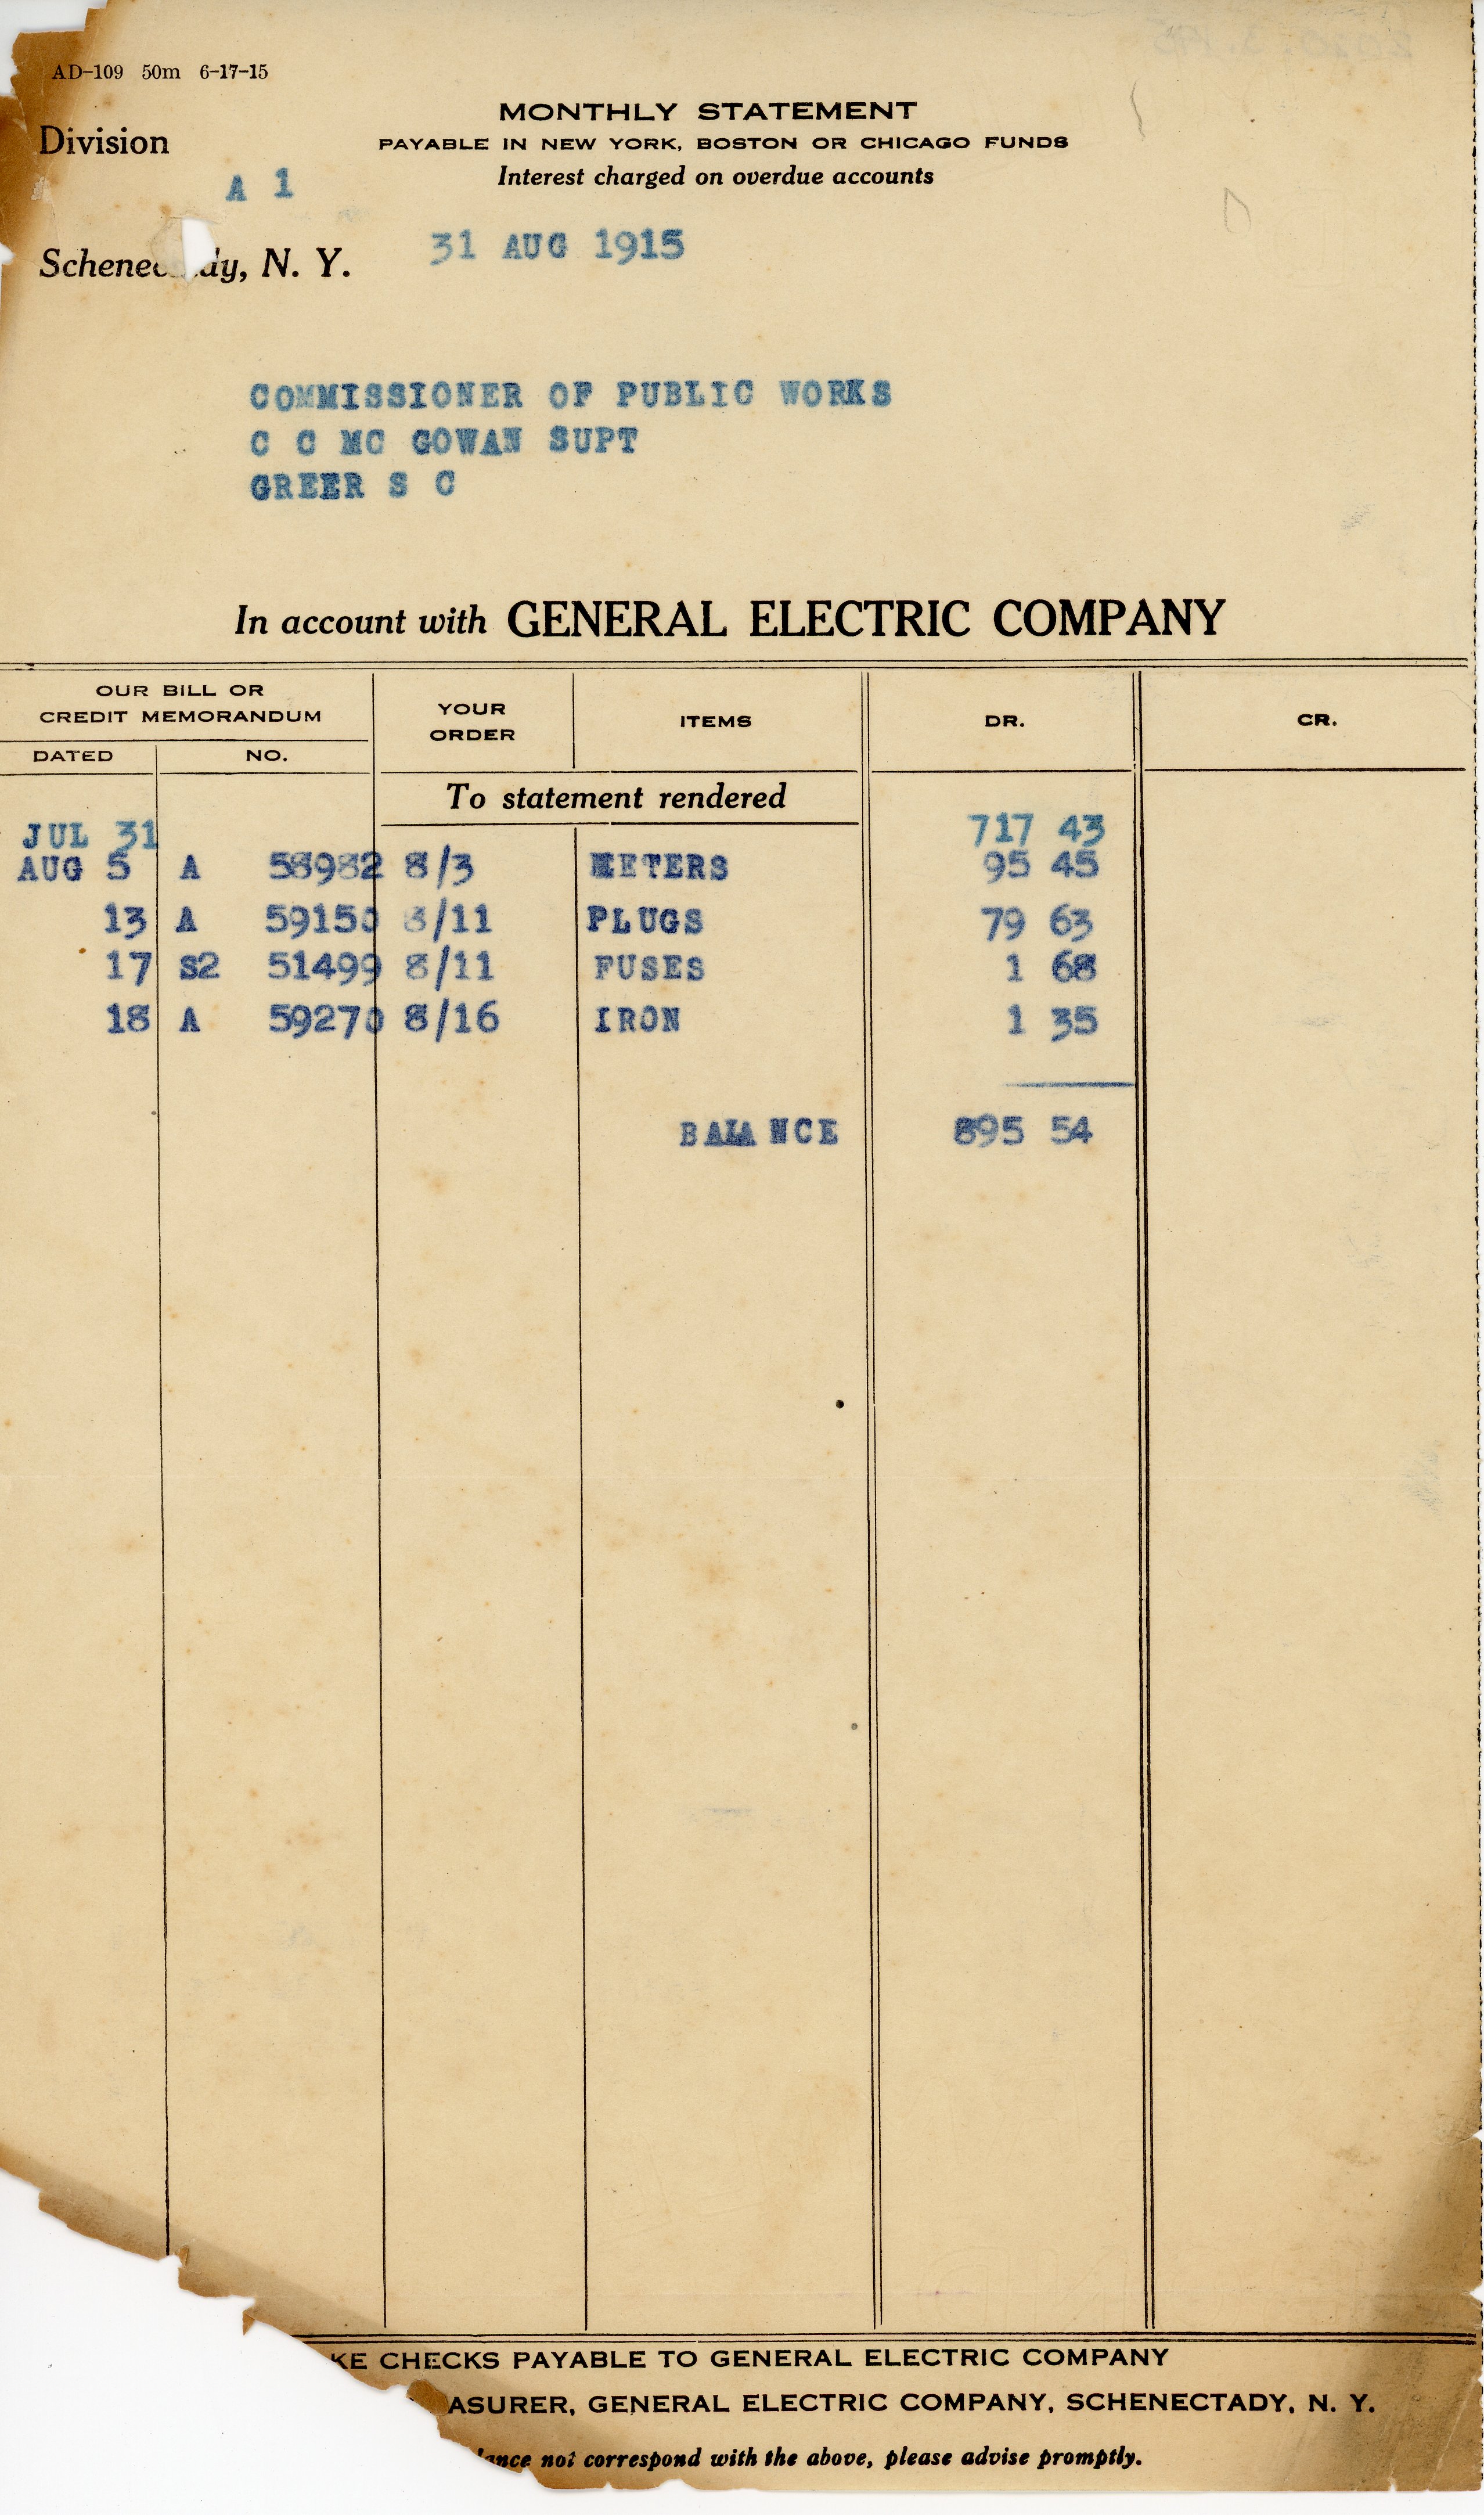 AD-109 50m 6-17-15
MONTHLY STATEMENT
PAYABLE IN NEW YORK, BOSTON OR CHICAGO FUNDS
Interest charged on overdue accounts
Division
A 1
Schenec dy, N. Y. 31 AUG 1915
COMMISSIONER OF PUBLIC WORKS
C C MC GOWAN SUPT
GREER S C
In account with GENERAL ELECTRIC COMPANY
OUR BILL OR
CREDIT MEMORANDUM
YOUR
ORDER
ITEMS
DR.
CR.
DATED NO.
To statement rendered
JUL 31 717 43
AUG 5 A 58982 8/3 METERS 95 45
13 A 59150 8/11 PLUGS 79 63
17 S2 51499 8/11 FUSES 1 68
18 A 59270 8/16 IRON 1 35
BALANCE 895 54
KE CHECKS PAYABLE TO GENERAL ELECTRIC COMPANY
ASURER, GENERAL ELECTRIC COMPANY, SCHENECTADY, N. Y.
lance not correspond with the above, please advise promptly.